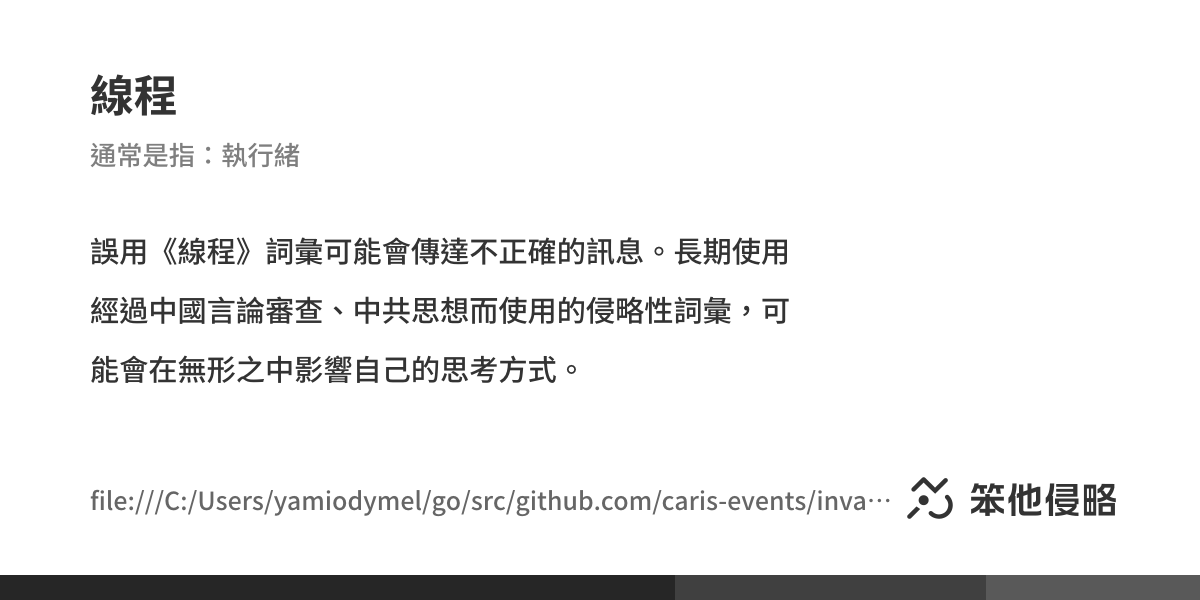 線程
通常是指：執行緒
誤用《線程》詞彙可能會傳達不正確的訊息。長期使用
經過中國言論審查、中共思想而使用的侵略性詞彙，可
能會在無形之中影響自己的思考方式。
file:///C:/Users/yamiodymel/go/src/github.com/caris-events/inva⋯
笨他侵略